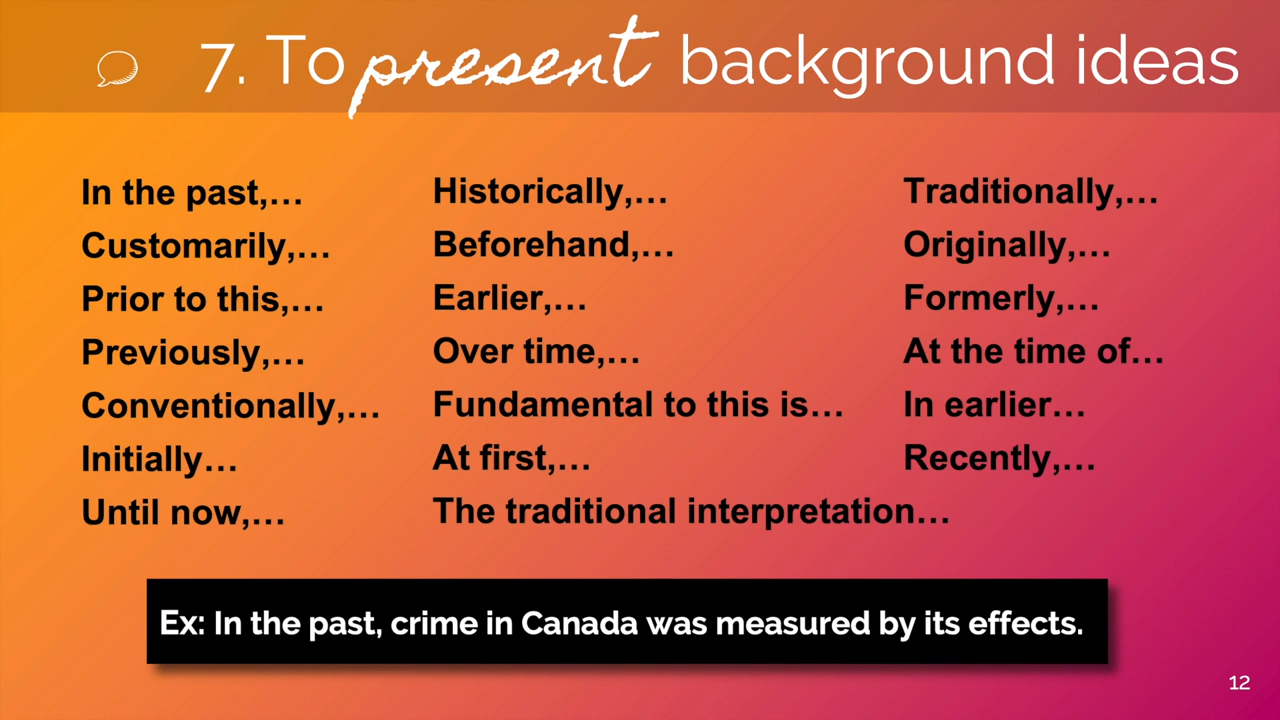 7. To present background ideas
In the past,…
Customarily,…
Prior to this,…
Previously,…
Conventionally,…
Initially…
Until now,…
Historically,…
Beforehand,…
Earlier,…
Over time,…
Fundamental to this is…
At first,…
The traditional interpretation…
Traditionally,…
Originally,…
Formerly,…
At the time of…
In earlier…
Recently,…
Ex: In the past, crime in Canada was measured by its effects.
12